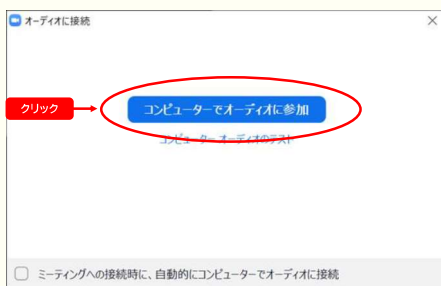 オーディオに接続
クリック
コンピューターでオーディオに参加
コンピューター オーディオのテスト
ミーティングへの接続時に、自動的にコンピューターでオーディオに接続